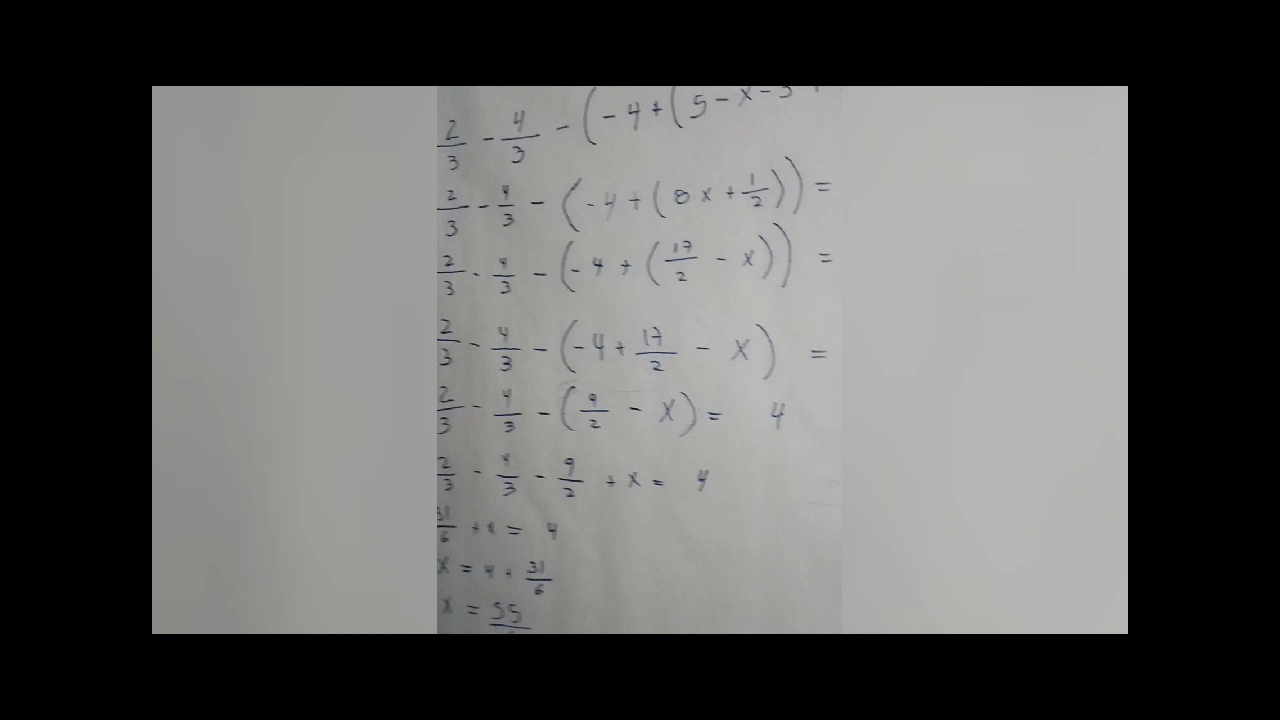 2/3 - 4/3 - (-4 + (5 - x - 3
2/3 - 4/3 - (-4 + (8x + 1/2)) =
2/3 - 4/3 - (-4 + (17/2 - x)) =
2/3 - 4/3 - (-4 + 17/2 - x) =
2/3 - 4/3 - (9/2 - x) = 4
2/3 - 4/3 - 9/2 + x = 4
31/6 + x = 4
x = 4 + 31/6
x = 55